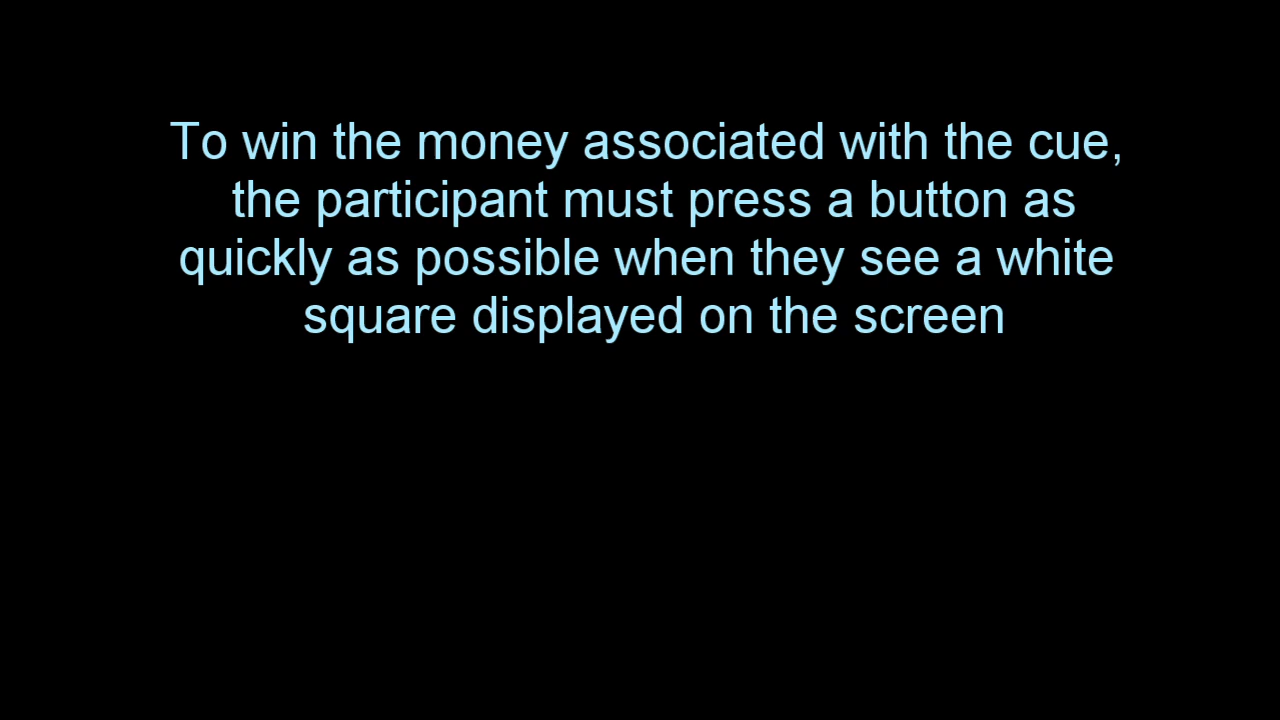 To win the money associated with the cue,
the participant must press a button as
quickly as possible when they see a white
square displayed on the screen